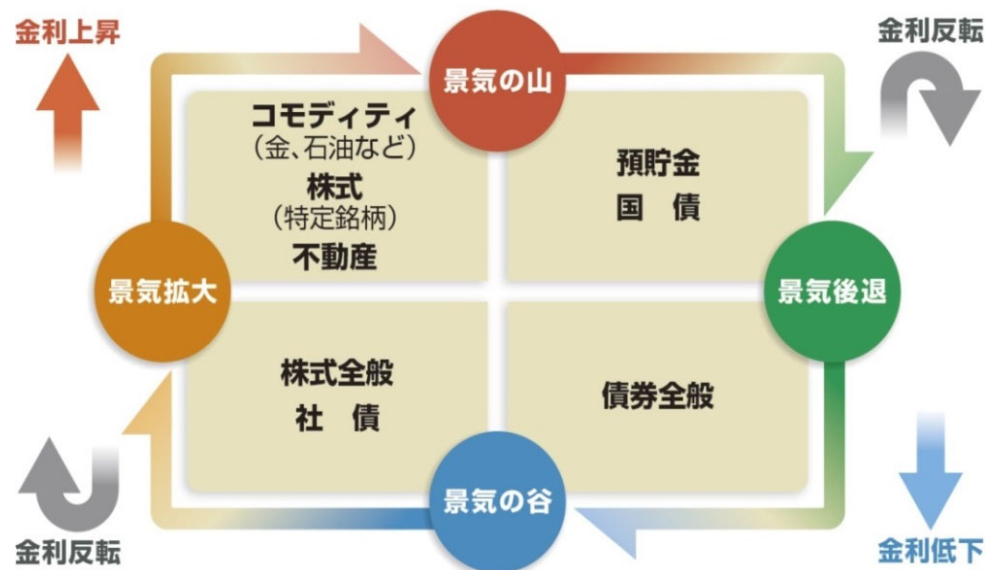 金利上昇
金利反転
景気の山
コモディティ
(金、石油など)
株式
(特定銘柄)
不動産
預貯金
国　債
景気拡大
景気後退
株式全般
社　債
債券全般
景気の谷
金利反転
金利低下